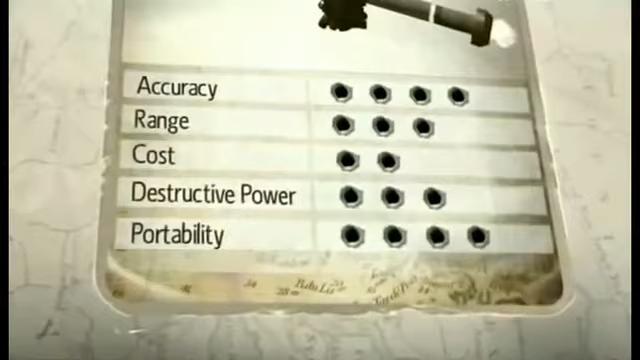 Accuracy
Range
Cost
Destructive Power
Portability